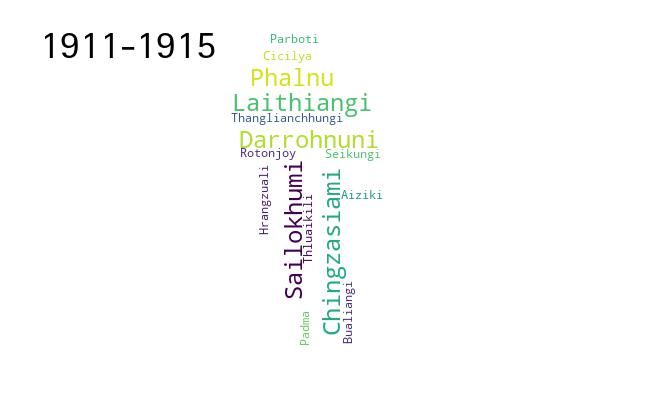 1911-1915
Parboti
Cicilya
Phalnu
Laithiangi
Thanglianchhungi
Darrohnuni
Rotonjoy
Seikungi
Hrangzuali
Sailokhumi
Thluaikili
Chingzasiami
Aiziki
Bualiangi
Padma